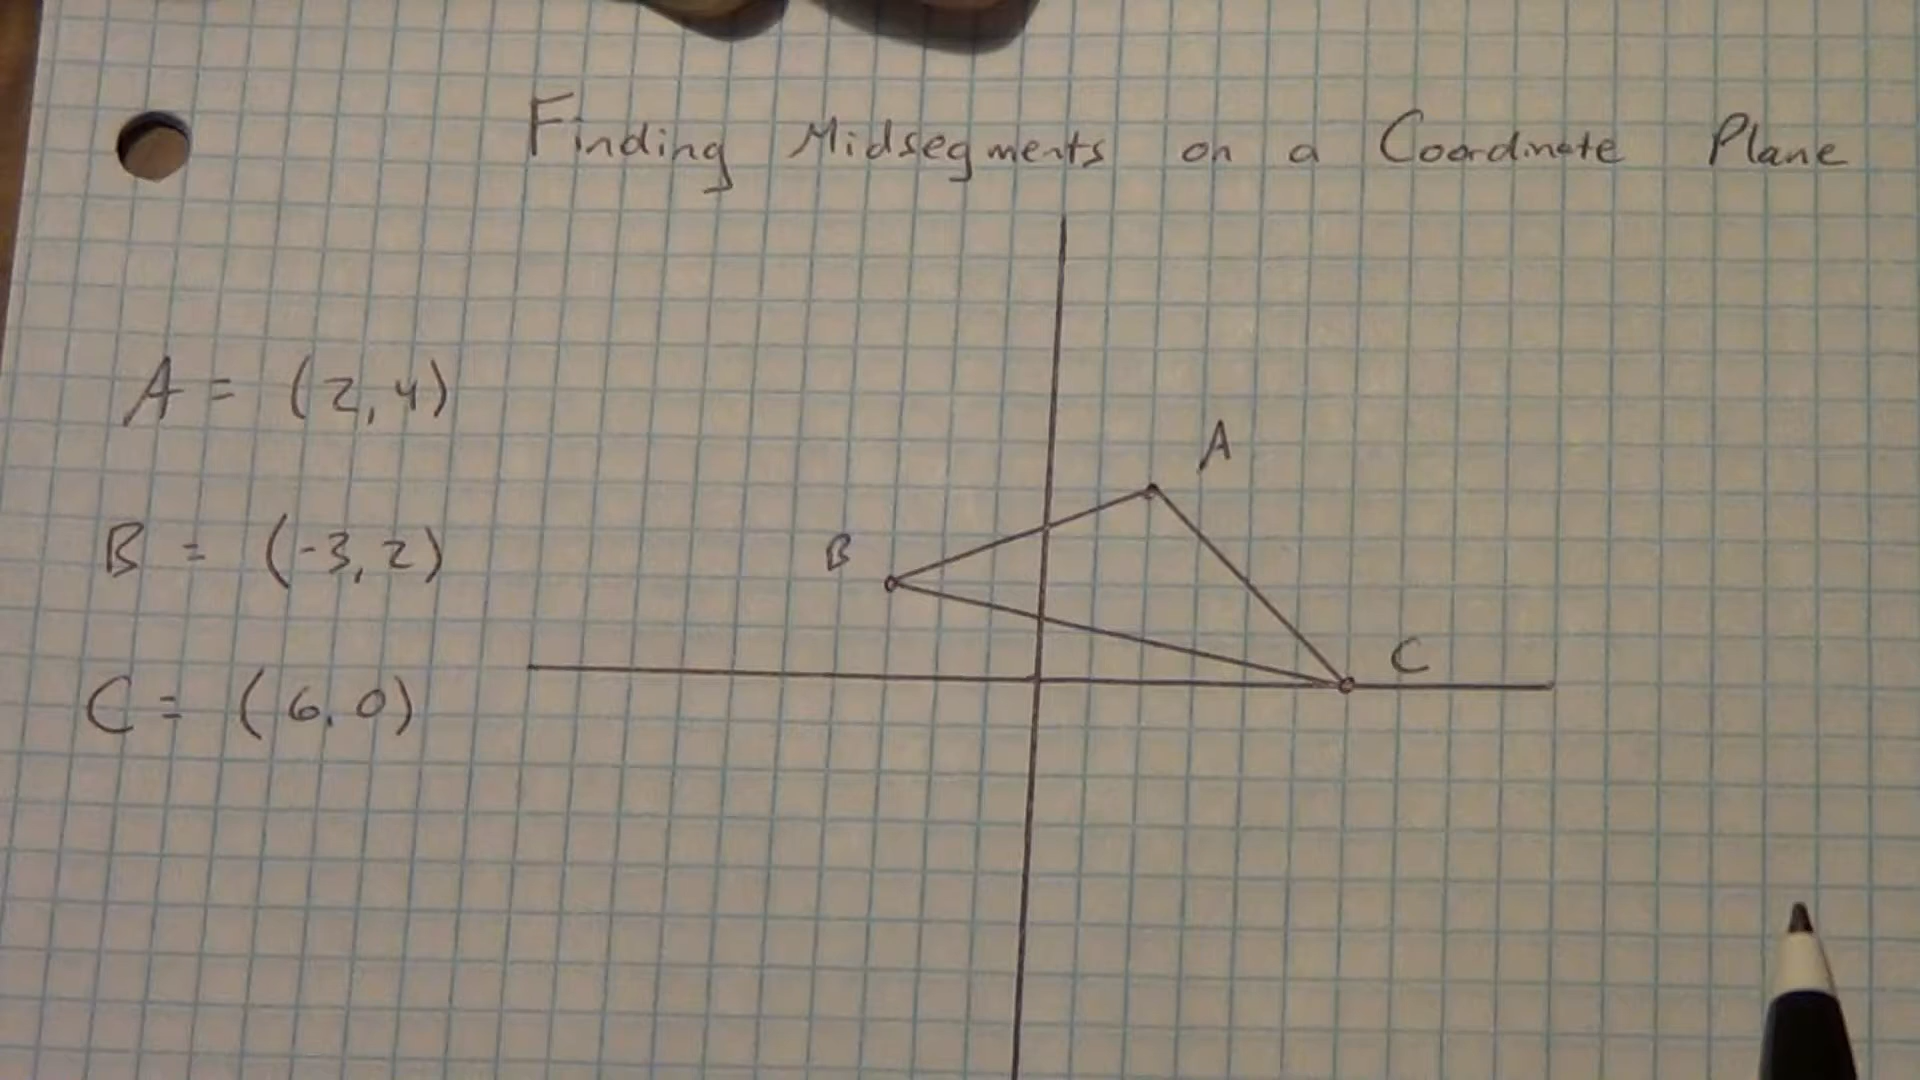 Finding Midsegments on a Coordinate Plane
A = (2,4)
A
B = (-3,2)
B
C = (6,0)
C